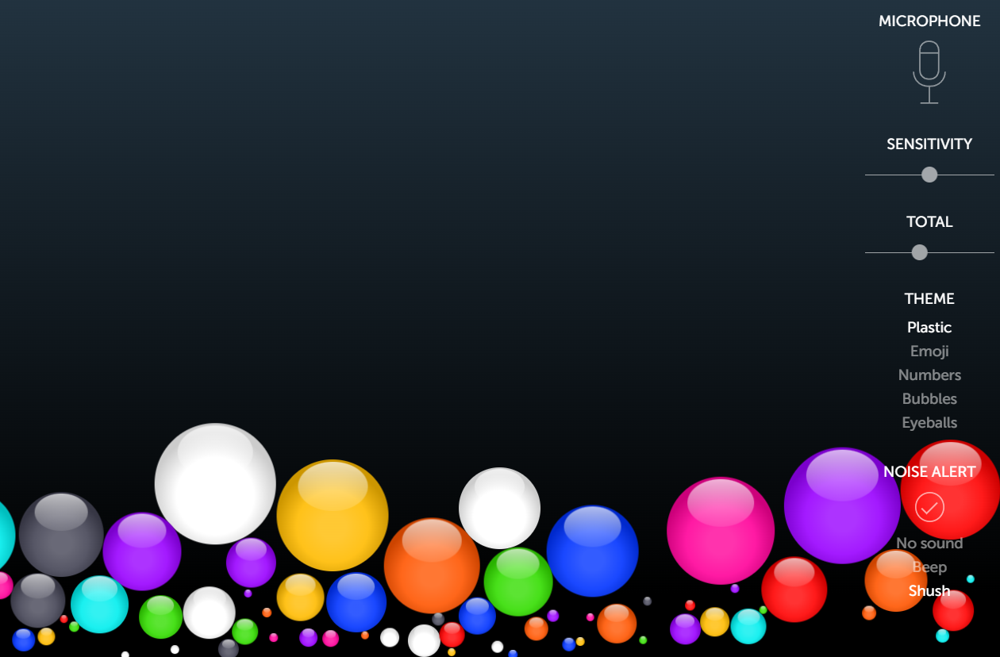 MICROPHONE
SENSITIVITY
TOTAL
THEME
Plastic
Emoji
Numbers
Bubbles
Eyeballs
NOISE ALERT
No sound
Beep
Shush